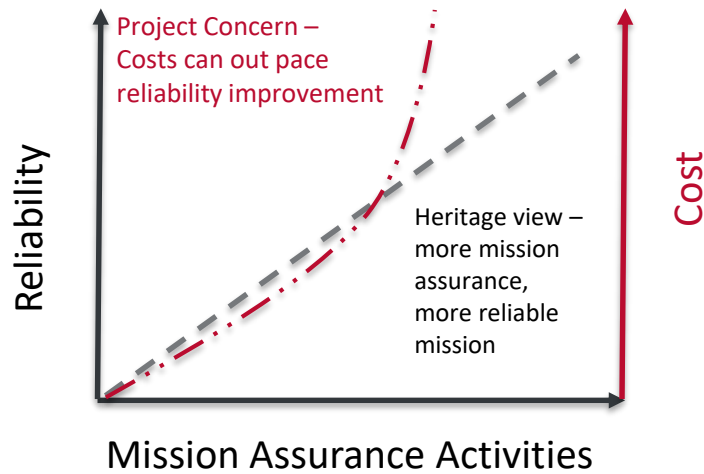 Project Concern –
Costs can out pace
reliability improvement
Reliability
Cost
Heritage view –
more mission
assurance,
more reliable
mission
Mission Assurance Activities